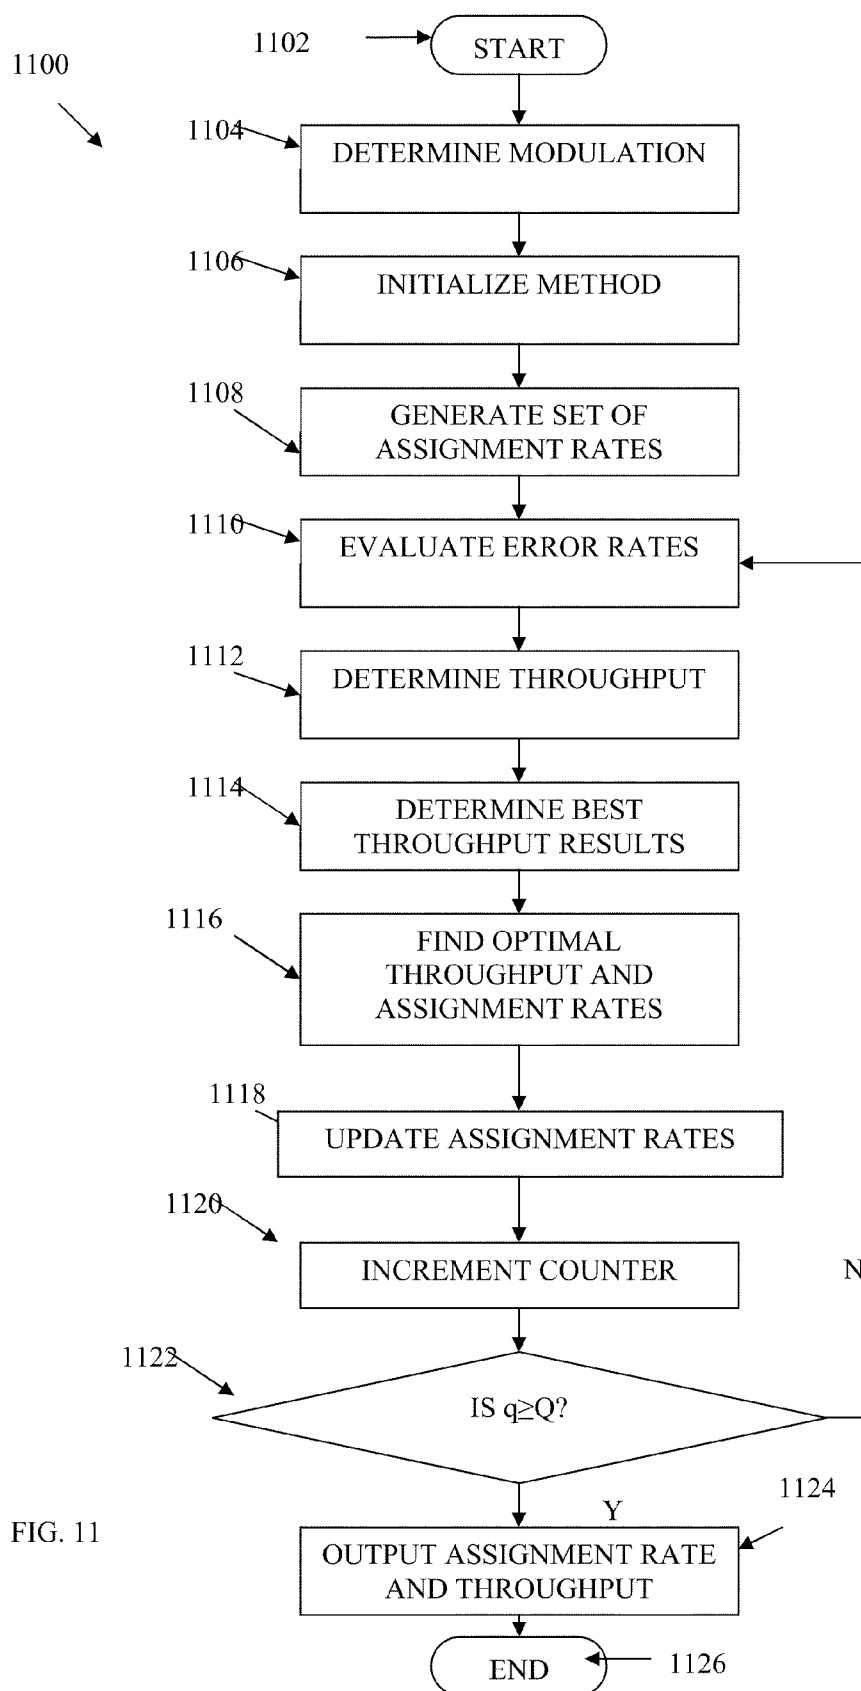 1102
START
1100
1104
DETERMINE MODULATION
1106
INITIALIZE METHOD
1108
GENERATE SET OF
ASSIGNMENT RATES
1110
EVALUATE ERROR RATES
1112
DETERMINE THROUGHPUT
1114
DETERMINE BEST
THROUGHPUT RESULTS
1116
FIND OPTIMAL
THROUGHPUT AND
ASSIGNMENT RATES
1118
UPDATE ASSIGNMENT RATES
1120
INCREMENT COUNTER
N
1122
IS q≥Q?
Y
1124
FIG. 11
OUTPUT ASSIGNMENT RATE
AND THROUGHPUT
END
1126